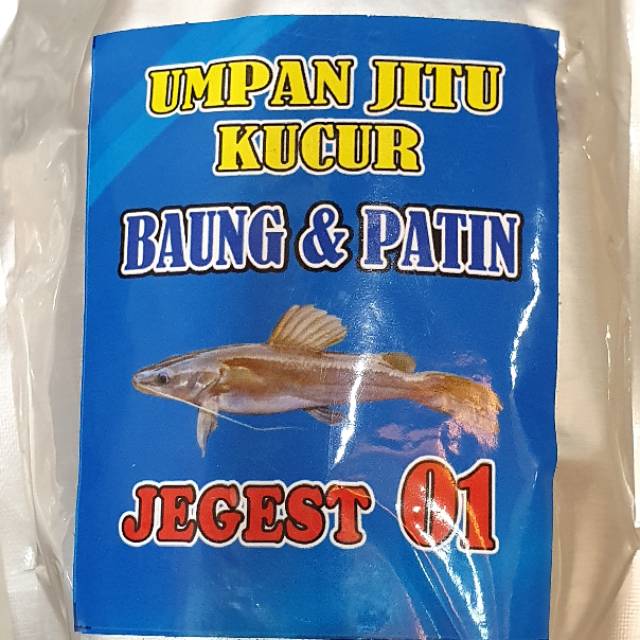 UMPAN JITU
KUCUR
BAUNG & PATIN
JEGEST 01